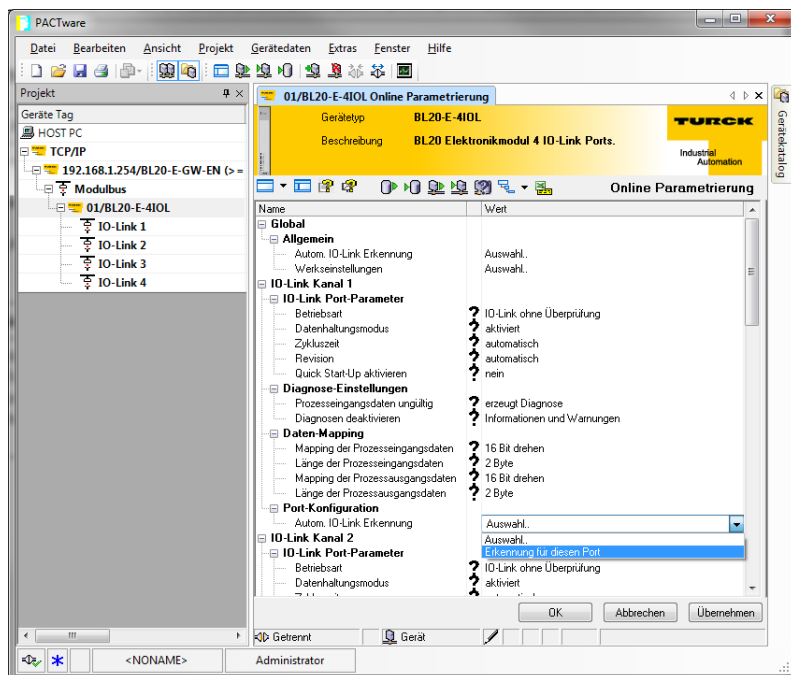 PACTware
Datei Bearbeiten Ansicht Projekt Gerätedaten Extras Fenster Hilfe
Projekt
Geräte Tag
HOST PC
TCP/IP
192.168.1.254/BL20-E-GW-EN (>=
Modulbus
01/BL20-E-4IOL
IO-Link 1
IO-Link 2
IO-Link 3
IO-Link 4
01/BL20-E-4IOL Online Parametrierung
Gerätetyp BL20-E-4IOL
Beschreibung BL20 Elektronikmodul 4 IO-Link Ports.
TURCK
Industrial
Automation
Online Parametrierung
Name Wert
Global
Allgemein
Autom. IO-Link Erkennung Auswahl..
Werkseinstellungen Auswahl..
IO-Link Kanal 1
IO-Link Port-Parameter
Betriebsart ? IO-Link ohne Überprüfung
Datenhaltungsmodus ? aktiviert
Zykluszeit ? automatisch
Revision ? automatisch
Quick Start-Up aktivieren ? nein
Diagnose-Einstellungen
Prozesseingangsdaten ungültig ? erzeugt Diagnose
Diagnosen deaktivieren ? Informationen und Warnungen
Daten-Mapping
Mapping der Prozesseingangsdaten ? 16 Bit drehen
Länge der Prozesseingangsdaten ? 2 Byte
Mapping der Prozessausgangsdaten ? 16 Bit drehen
Länge der Prozessausgangsdaten ? 2 Byte
Port-Konfiguration
Autom. IO-Link Erkennung Auswahl..
Auswahl..
Erkennung für diesen Port
IO-Link Kanal 2
IO-Link Port-Parameter
Betriebsart ? IO-Link ohne Überprüfung
Datenhaltungsmodus ? aktiviert
OK Abbrechen Übernehmen
Getrennt Gerät
<NONAME> Administrator
Gerätekatalog